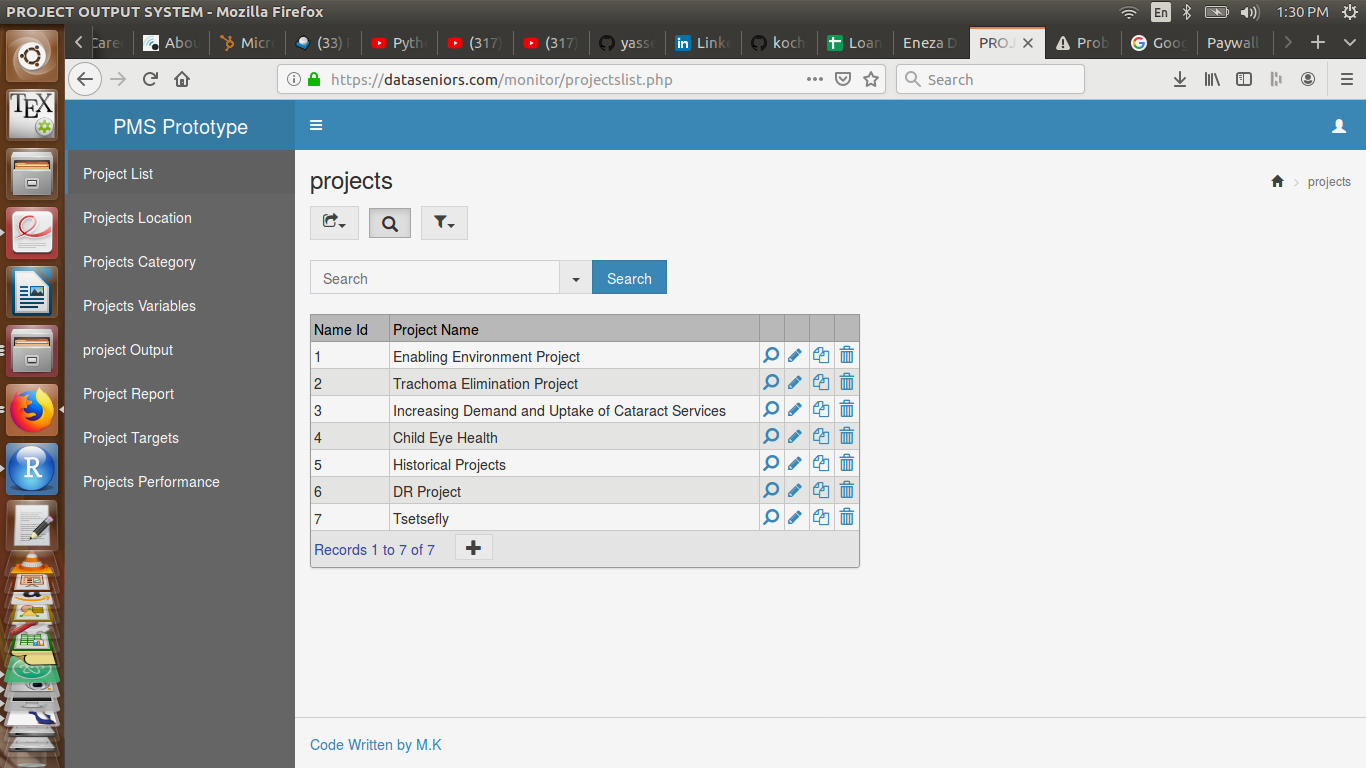 PROJECT OUTPUT SYSTEM - Mozilla Firefox
En
1:30 PM
Care
Abou
Micr
(33)
Pyth
(317)
(317)
yasse
Linke
koch
Loan
Eneza D
PROJ
Prob
Goog
Paywall
https://dataseniors.com/monitor/projectslist.php
Search
TEX
R
PMS Prototype
Project List
Projects Location
Projects Category
Projects Variables
project Output
Project Report
Project Targets
Projects Performance
projects
projects
Search
Search
Name Id Project Name
1 Enabling Environment Project
2 Trachoma Elimination Project
3 Increasing Demand and Uptake of Cataract Services
4 Child Eye Health
5 Historical Projects
6 DR Project
7 Tsetsefly
Records 1 to 7 of 7
Code Written by M.K